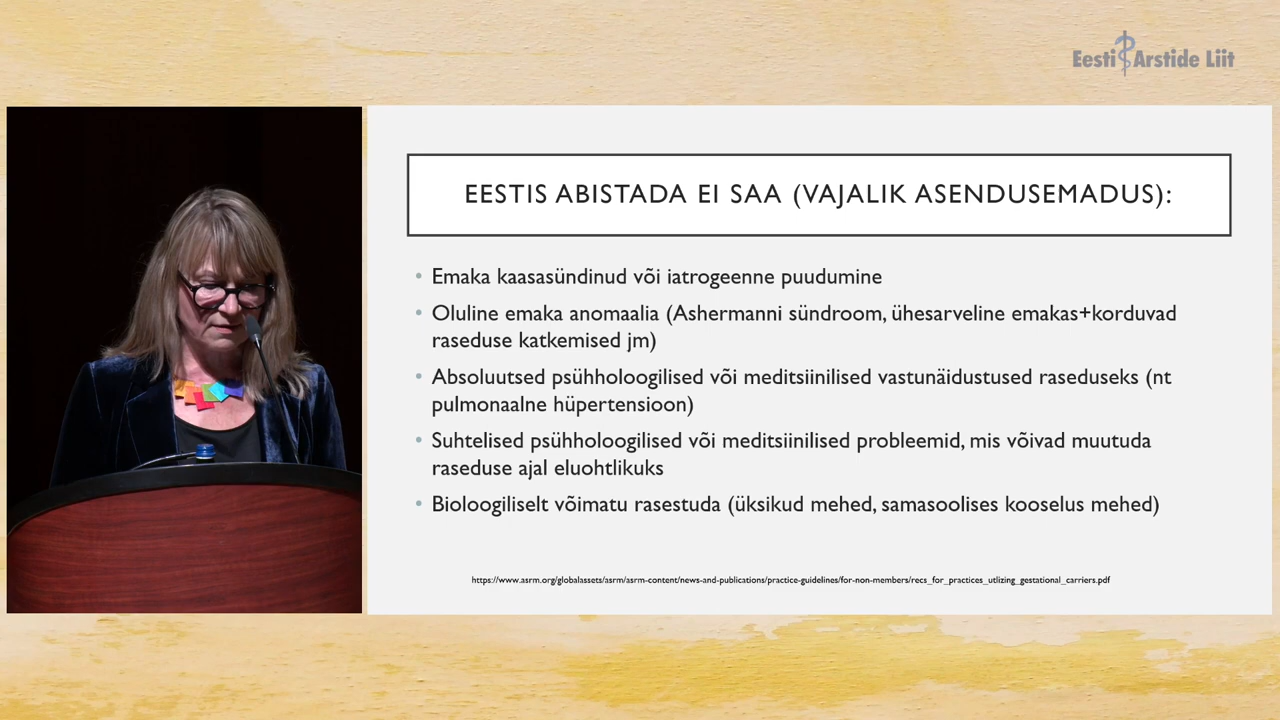 Eesti Arstide Liit
EESTIS ABISTADA EI SAA (VAJALIK ASENDUSEMADUS):
• Emaka kaasasündinud või iatrogeenne puudumine
• Oluline emaka anomaalia (Ashermanni sündroom, ühesarveline emakas+korduvad
raseduse katkemised jm)
• Absoluutsed psühholoogilised või meditsiinilised vastunäidustused raseduseks (nt
pulmonaalne hüpertensioon)
• Suhtelised psühholoogilised või meditsiinilised probleemid, mis võivad muutuda
raseduse ajal eluohtlikuks
• Bioloogiliselt võimatu rasestuda (üksikud mehed, samasoolises kooselus mehed)
https://www.asrm.org/globalassets/asrm/asrm-content/news-and-publications/practice-guidelines/for-non-members/recs_for_practices_utlizing_gestational_carriers.pdf